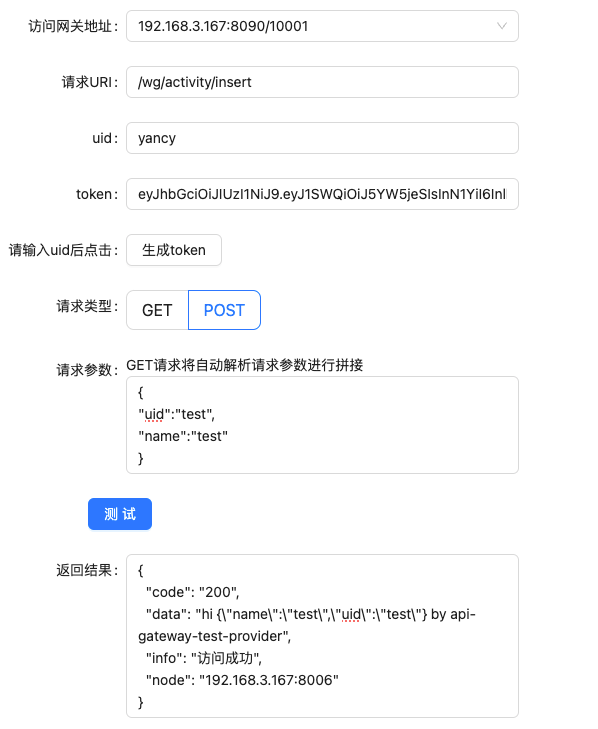 访问网关地址： 192.168.3.167:8090/10001
请求URI： /wg/activity/insert
uid： yancy
token： eyJhbGciOiJIUzI1NiJ9.eyJ1SWQiOiJ5YW5jeSIsInN1YiI6Inl
请输入uid后点击： 生成token
请求类型： GET POST
请求参数： GET请求将自动解析请求参数进行拼接
{
"uid":"test",
"name":"test"
}
测 试
返回结果： {
"code": "200",
"data": "hi {\"name\":\"test\",\"uid\":\"test\"} by api-
gateway-test-provider",
"info": "访问成功",
"node": "192.168.3.167:8006"
}